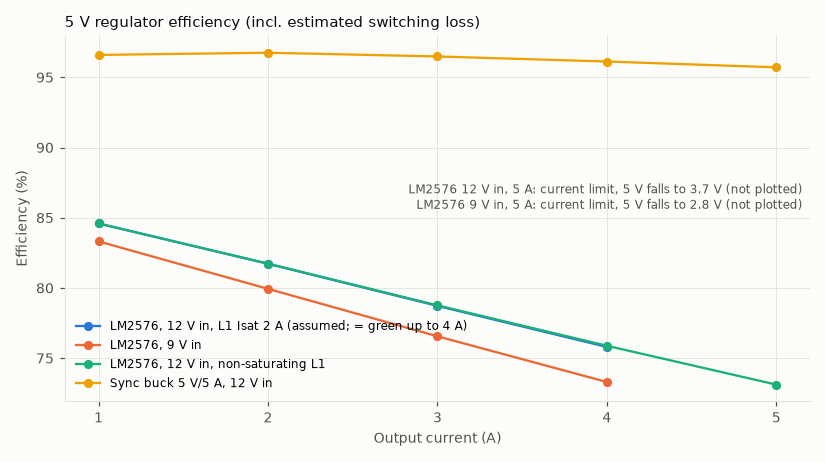 5 V regulator efficiency (incl. estimated switching loss)
Efficiency (%)
95
90
85
80
75
LM2576 12 V in, 5 A: current limit, 5 V falls to 3.7 V (not plotted)
LM2576 9 V in, 5 A: current limit, 5 V falls to 2.8 V (not plotted)
LM2576, 12 V in, L1 Isat 2 A (assumed; = green up to 4 A)
LM2576, 9 V in
LM2576, 12 V in, non-saturating L1
Sync buck 5 V/5 A, 12 V in
1 2 3 4 5
Output current (A)